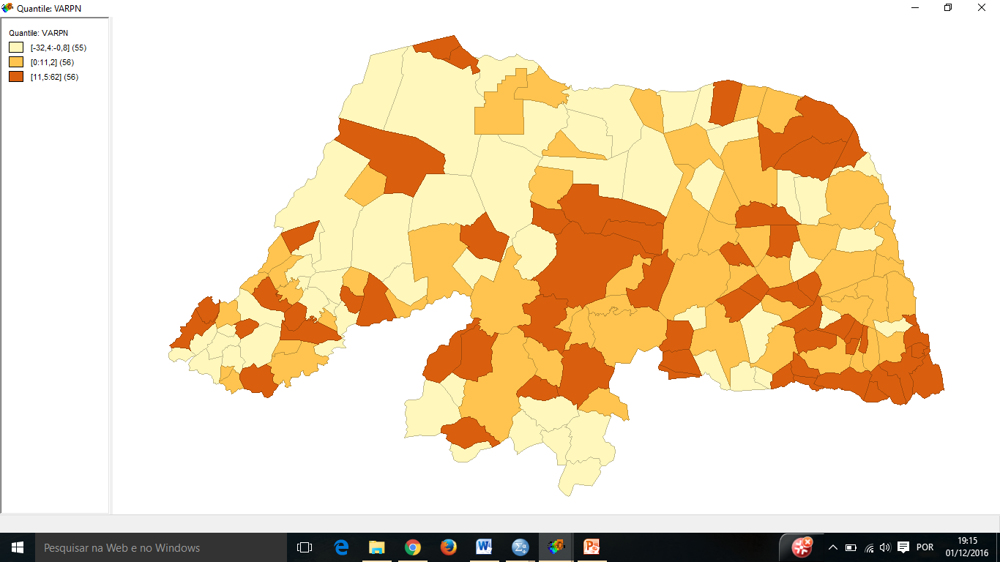 Quantile: VARPN
Quantile: VARPN
[-32,4:-0,8] (55)
[0:11,2] (56)
[11,5:62] (56)
Pesquisar na Web e no Windows
POR
19:15
01/12/2016